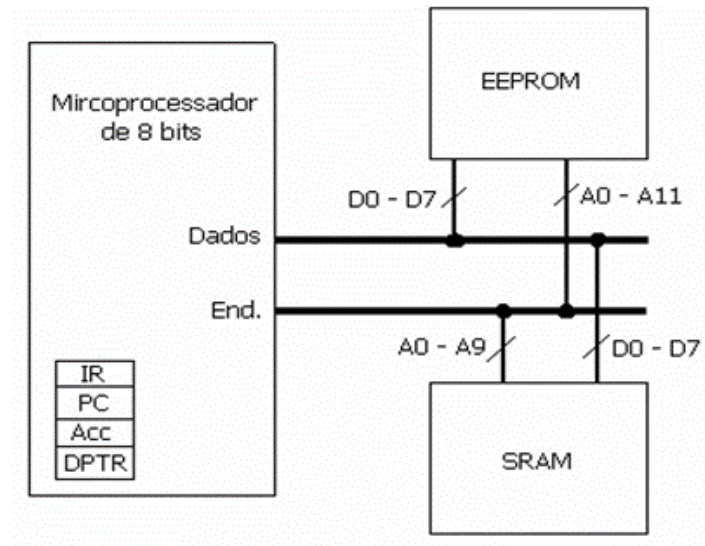 Mircoprocessador
de 8 bits
EEPROM
D0 - D7
A0 - A11
Dados
End.
A0 - A9
D0 - D7
IR
PC
Acc
DPTR
SRAM